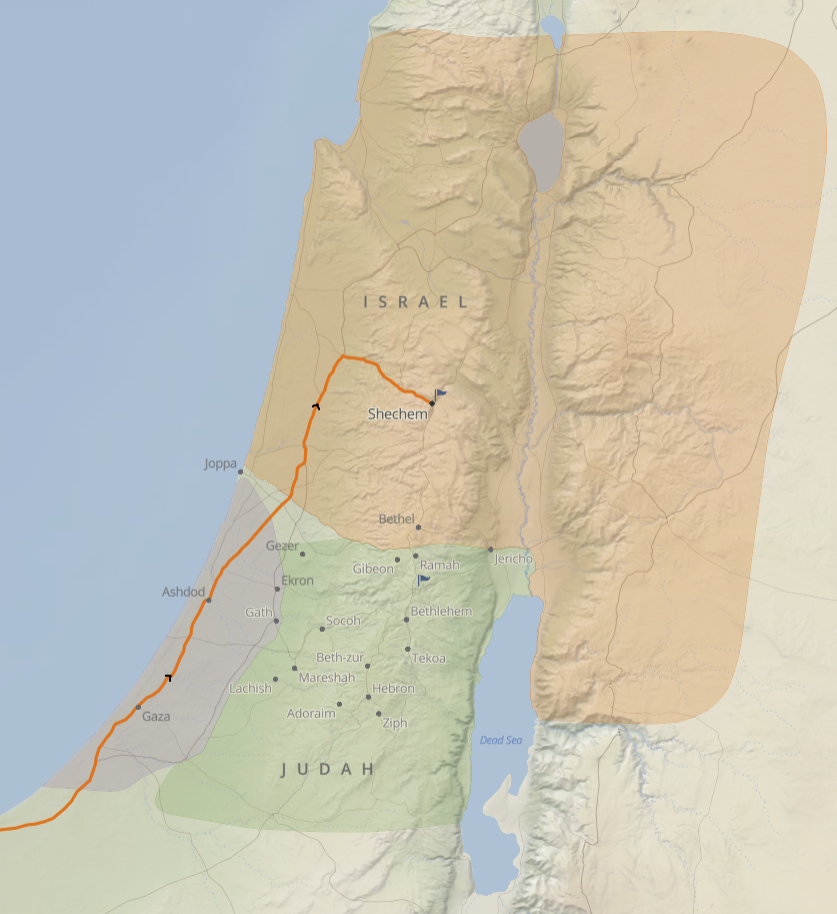 ISRAEL
Shechem
Joppa
Bethel
Gezer
Gibeon
Ramah
Jericho
Ekron
Ashdod
Gath
Socoh
Bethlehem
Beth-zur
Tekoa
Mareshah
Lachish
Hebron
Adoraim
Gaza
Ziph
Dead Sea
JUDAH